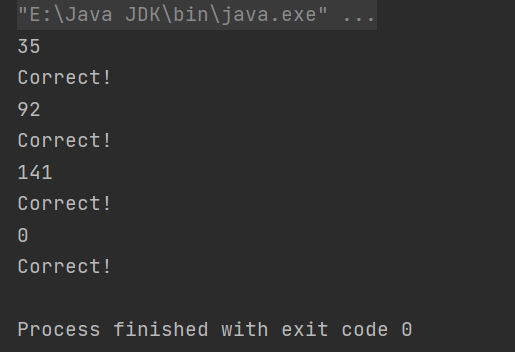 "E:\Java JDK\bin\java.exe" ...
35
Correct!
92
Correct!
141
Correct!
0
Correct!
Process finished with exit code 0